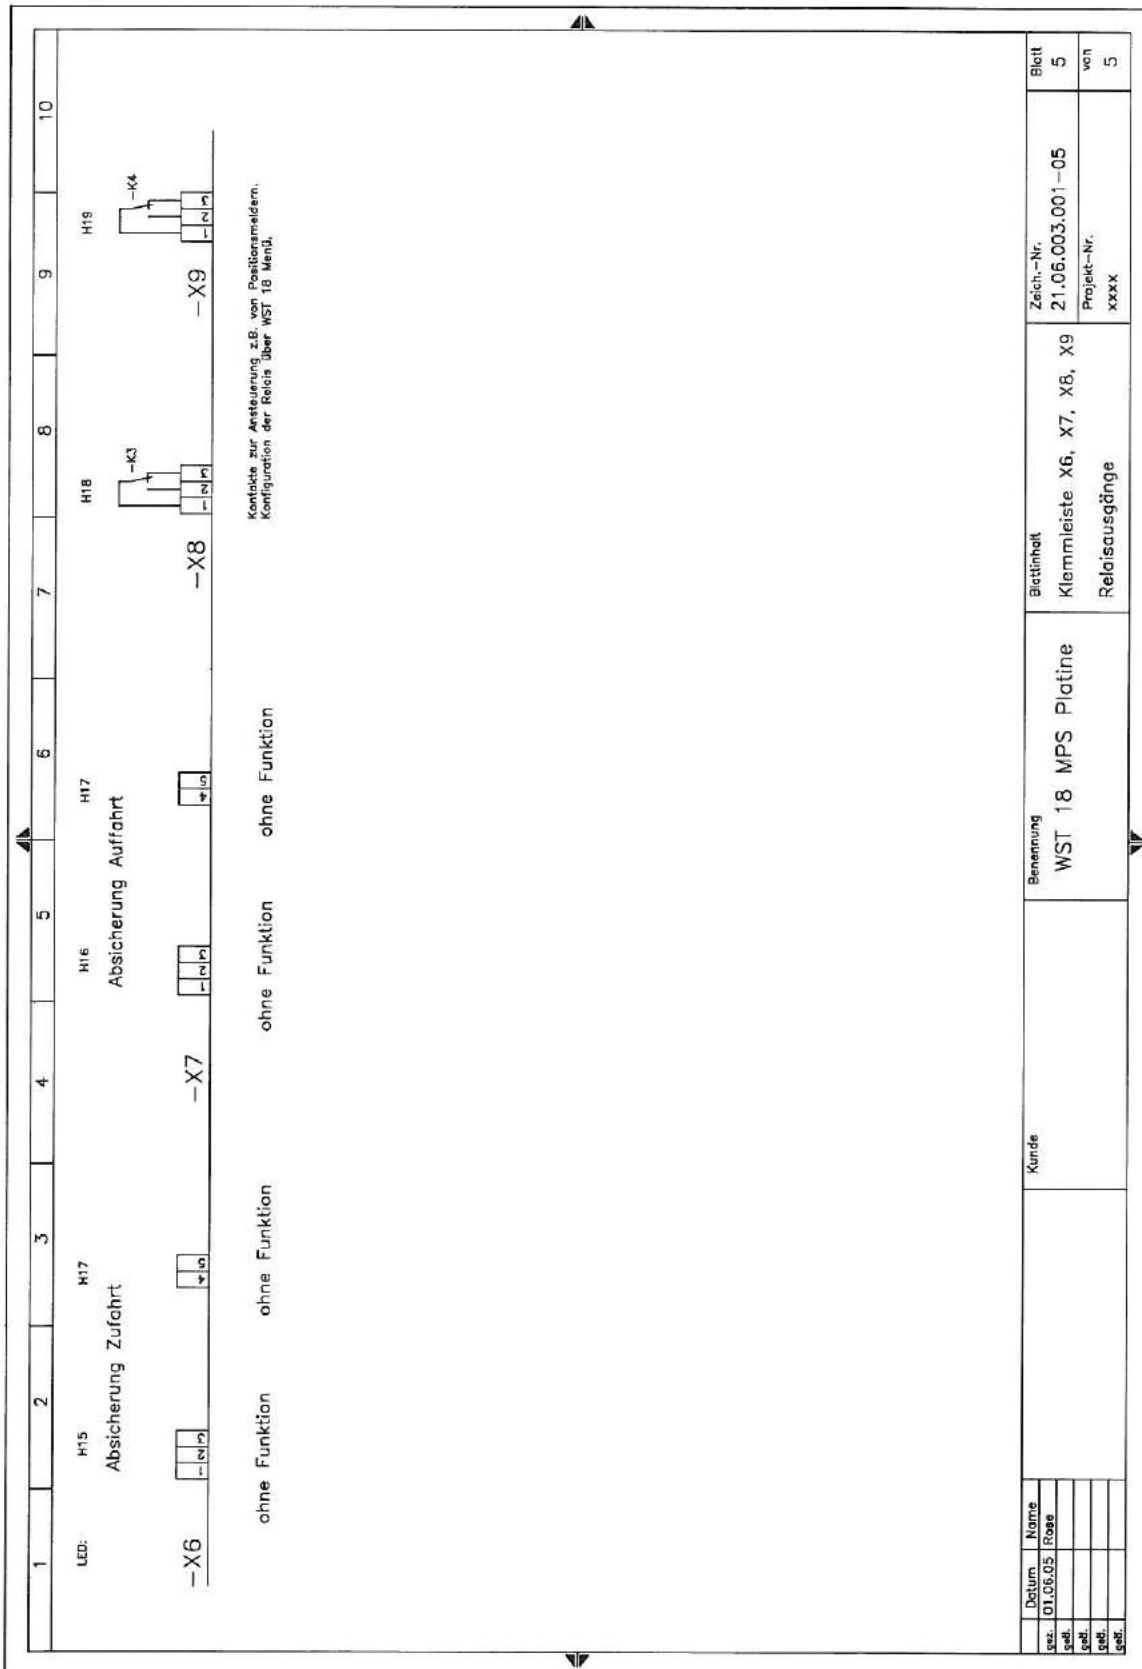 1 2 3 4 5 6 7 8 9 10
LED: H15 H17 H16 H17 H18 H19
Absicherung Zufahrt Absicherung Auffahrt
-K3 -K4
-X6 1 2 3 4 5 -X7 1 2 3 4 5 -X8 1 2 3 -X9 1 2 3
ohne Funktion ohne Funktion ohne Funktion ohne Funktion
Kontakte zur Ansteuerung z.B. von Positionsmeldern.
Konfiguration der Relais über WST 18 Menü.
Datum Name
gez. 01.06.05 Rose
geä.
geä.
geä.
geä.
Kunde
Benennung
WST 18 MPS Platine
Blattinhalt
Klemmleiste X6, X7, X8, X9
Relaisausgänge
Zeich.-Nr.
21.06.003.001-05
Projekt-Nr.
xxxx
Blatt
5
von
5